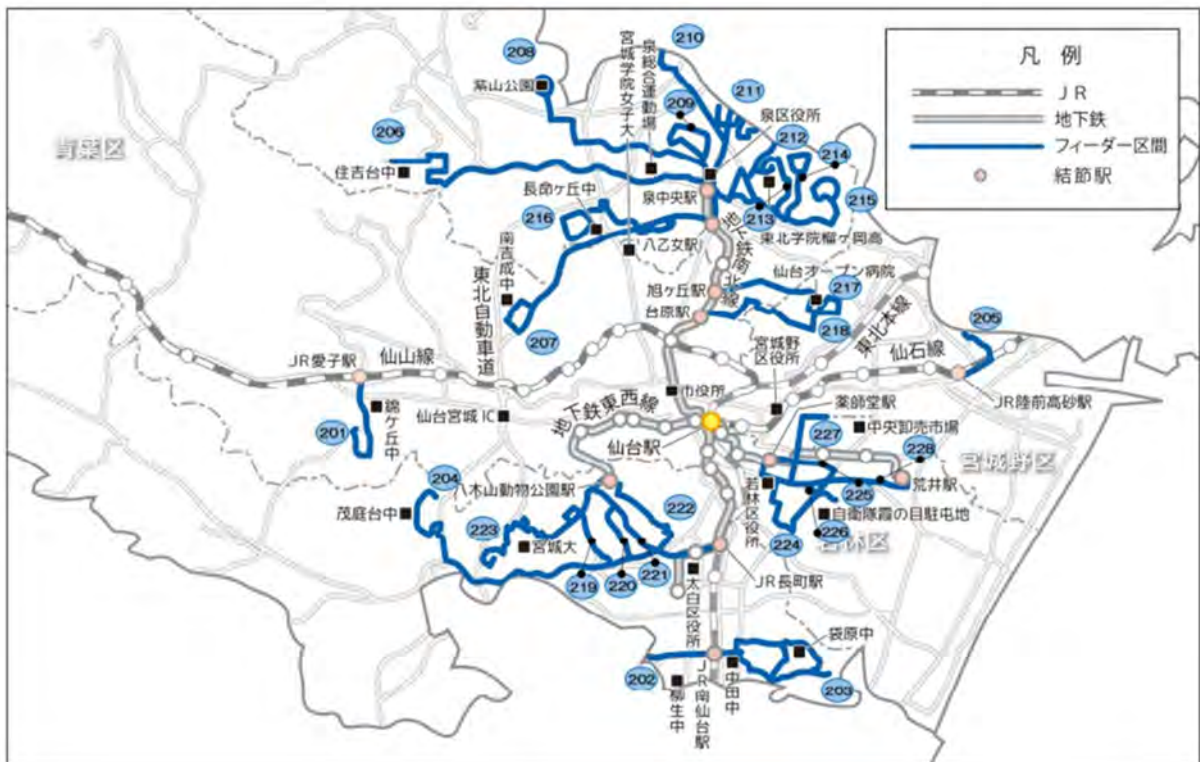 凡 例
JR
地下鉄
フィーダー区間
結節駅
青葉区
208
紫山公園
206
住吉台中
宮城学院女子大
泉総合運動場
210
209
211
泉区役所
212
214
213
215
泉中央駅
東北学院榴ヶ岡高
長命ヶ丘中
216
八乙女駅
地下鉄南北線
南吉成中
東北自動車道
207
旭ヶ丘駅
台原駅
仙台オープン病院
217
218
東北本線
205
仙石線
宮城野区役所
JR陸前高砂駅
JR愛子駅
仙山線
錦ケ丘中
201
仙台宮城 IC
市役所
地下鉄東西線
仙台駅
薬師堂駅
中央卸売市場
227
228
宮城野区
荒井駅
225
若林区役所
自衛隊霞の目駐屯地
226
224
若林区
204
八木山動物公園駅
茂庭台中
223
宮城大
222
219
220
221
太白区役所
JR長町駅
袋原中
202
203
柳生中
JR南仙台駅
中田中